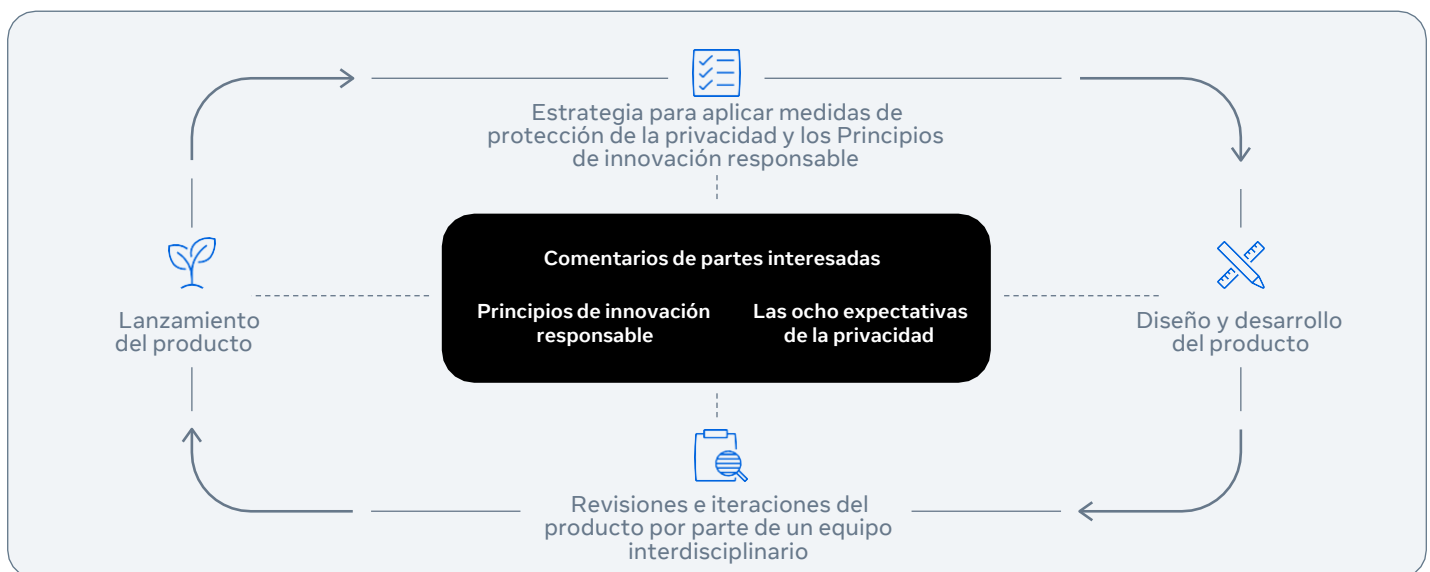 Estrategia para aplicar medidas de
protección de la privacidad y los Principios
de innovación responsable
Comentarios de partes interesadas
Principios de innovación
responsable
Las ocho expectativas
de la privacidad
Lanzamiento
del producto
Diseño y desarrollo
del producto
Revisiones e iteraciones del
producto por parte de un equipo
interdisciplinario